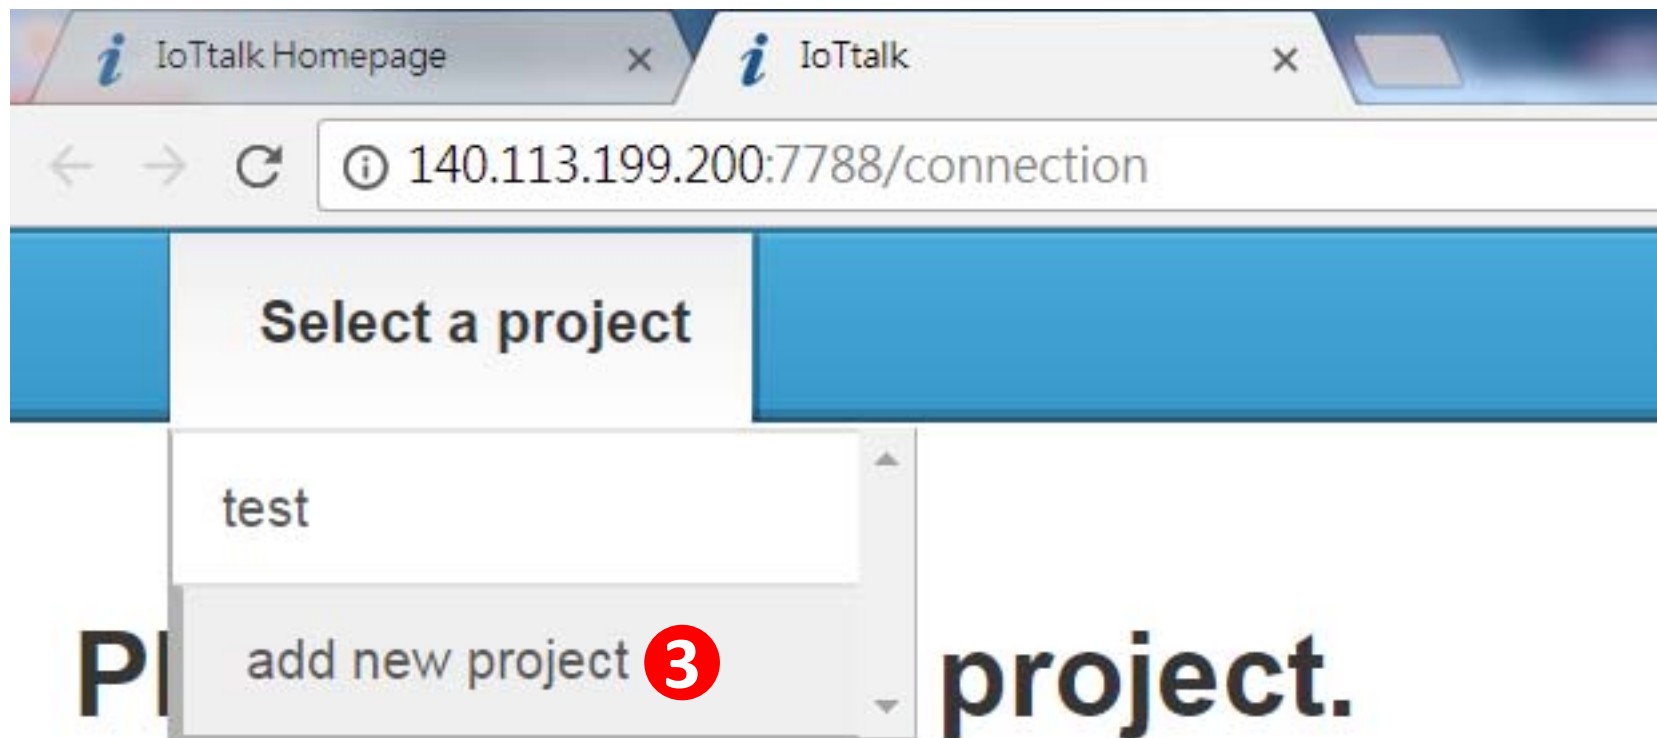 IoTtalk Homepage
IoTtalk
140.113.199.200:7788/connection
Select a project
test
add new project 3
Pl project.